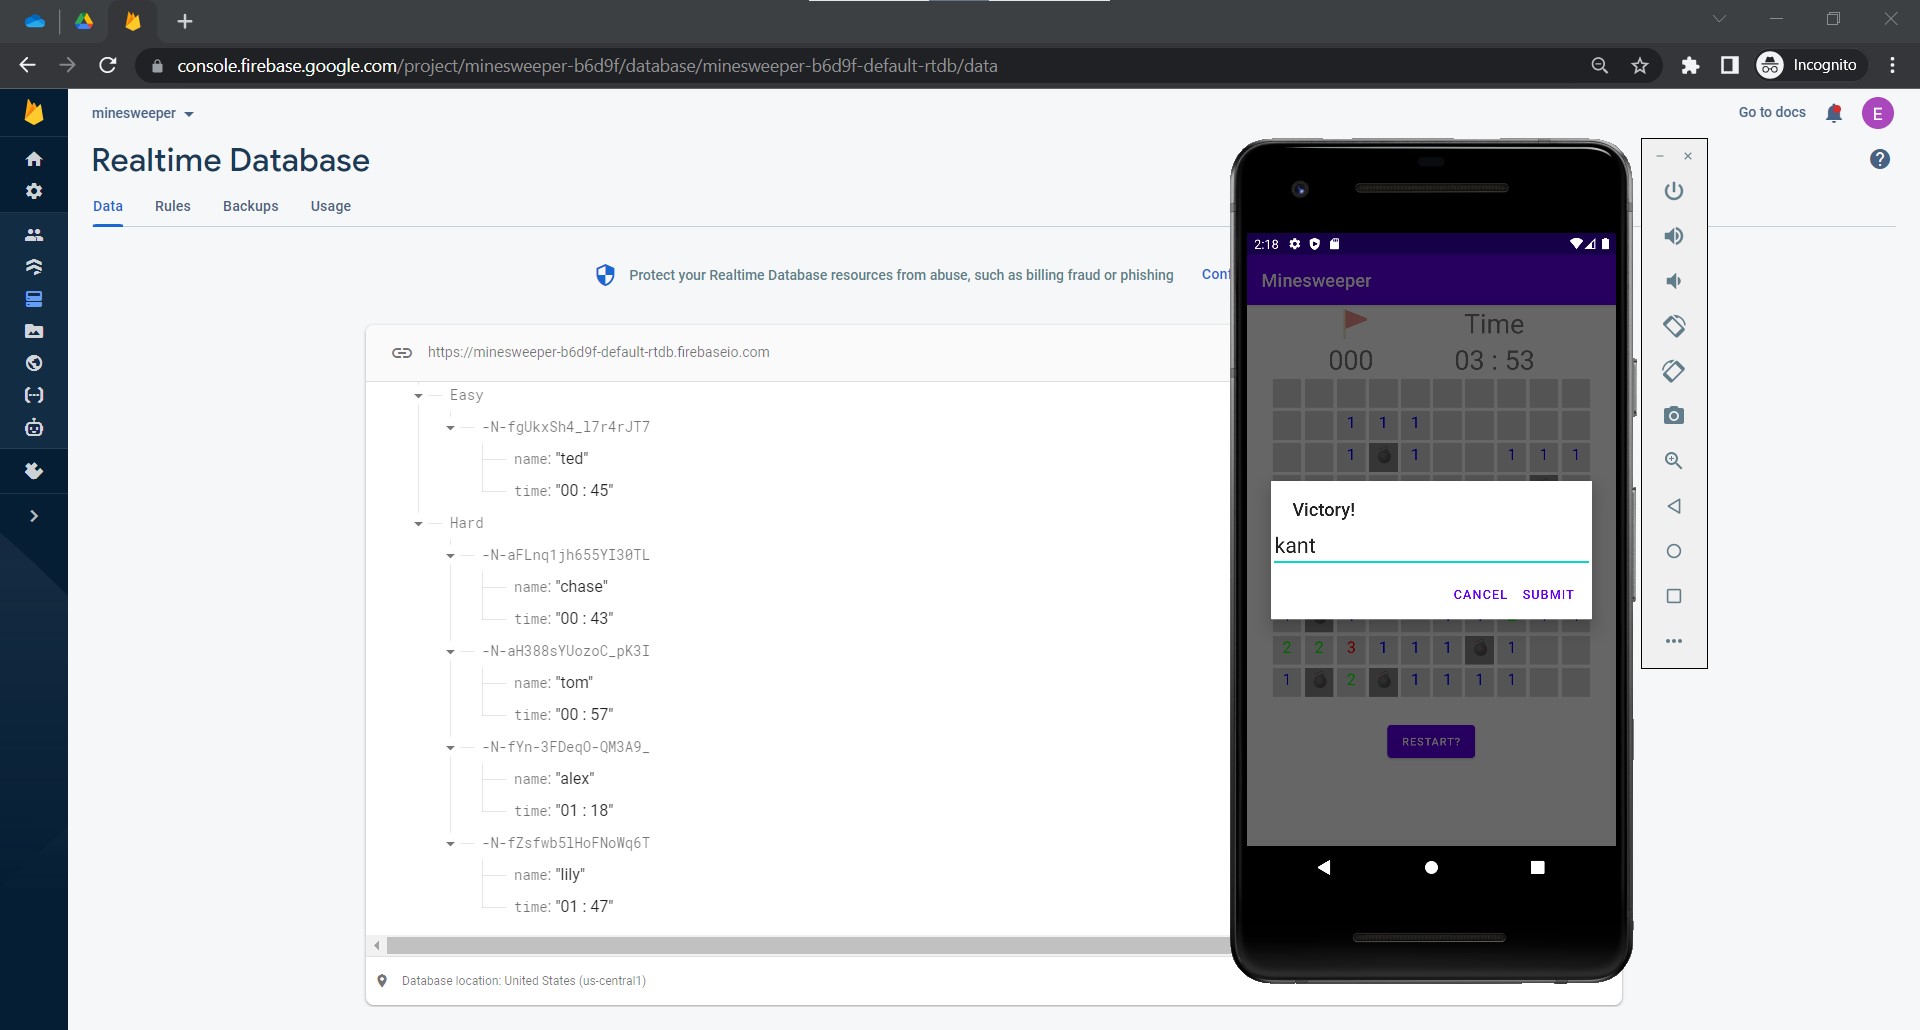 console.firebase.google.com/project/minesweeper-b6d9f/database/minesweeper-b6d9f-default-rtdb/data
Incognito
minesweeper
Go to docs
E
Realtime Database
Data Rules Backups Usage
Protect your Realtime Database resources from abuse, such as billing fraud or phishing
https://minesweeper-b6d9f-default-rtdb.firebaseio.com
Easy
-N-fgUkxSh4_l7r4rJT7
name: "ted"
time: "00 : 45"
Hard
-N-aFLnq1jh655YI30TL
name: "chase"
time: "00 : 43"
-N-aH388sYUozoC_pK3I
name: "tom"
time: "00 : 57"
-N-fYn-3FDeqO-QM3A9_
name: "alex"
time: "01 : 18"
-N-fZsfwb5lHoFNoWq6T
name: "lily"
time: "01 : 47"
Database location: United States (us-central1)
2:18
Minesweeper
Time
000 03 : 53
1 1 1
1 1 1 1 1
Victory!
kant
CANCEL SUBMIT
2 2 3 1 1 1 1
1 2 1 1 1 1
RESTART?